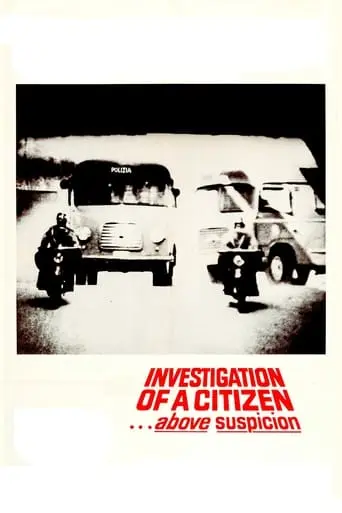 POLIZIA
INVESTIGATION
OF A CITIZEN
...above suspicion